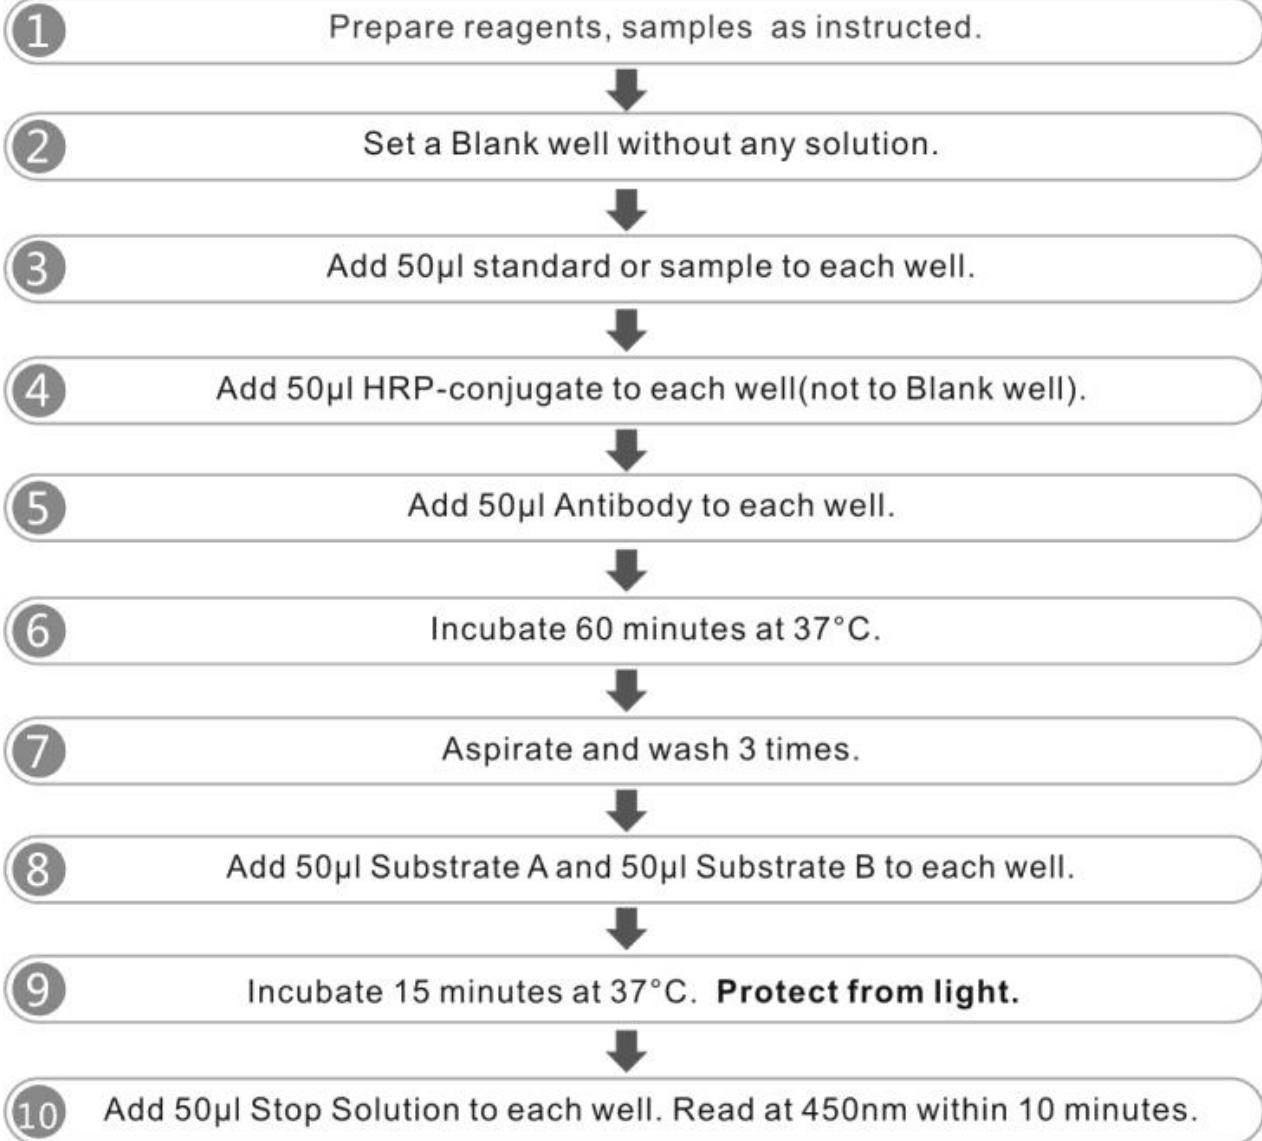 1 Prepare reagents, samples as instructed.
2 Set a Blank well without any solution.
3 Add 50μl standard or sample to each well.
4 Add 50μl HRP-conjugate to each well(not to Blank well).
5 Add 50μl Antibody to each well.
6 Incubate 60 minutes at 37°C.
7 Aspirate and wash 3 times.
8 Add 50μl Substrate A and 50μl Substrate B to each well.
9 Incubate 15 minutes at 37°C. Protect from light.
10 Add 50μl Stop Solution to each well. Read at 450nm within 10 minutes.